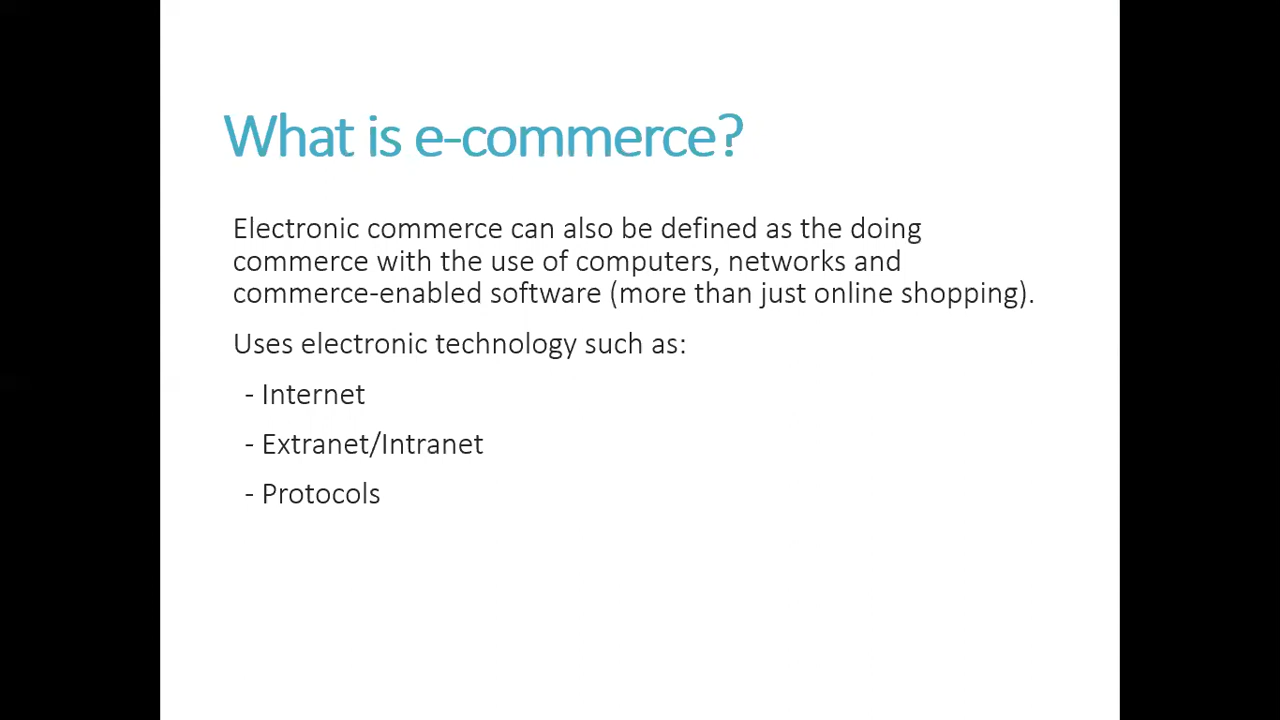 What is e-commerce?
Electronic commerce can also be defined as the doing
commerce with the use of computers, networks and
commerce-enabled software (more than just online shopping).
Uses electronic technology such as:
- Internet
- Extranet/Intranet
- Protocols